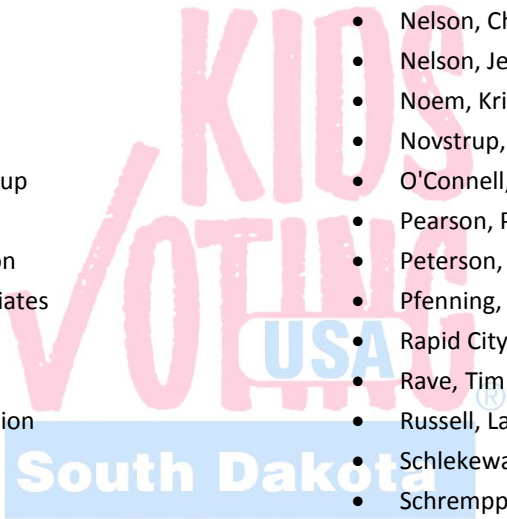 up
on
iates
ion
• Nelson, Ch
• Nelson, Je
• Noem, Kri
• Novstrup,
• O'Connell,
• Pearson, P
• Peterson,
• Pfenning,
• Rapid City
• Rave, Tim
• Russell, La
• Schlekewa
• Schrempp
KIDS
VOTING
USA
®
South Dakota